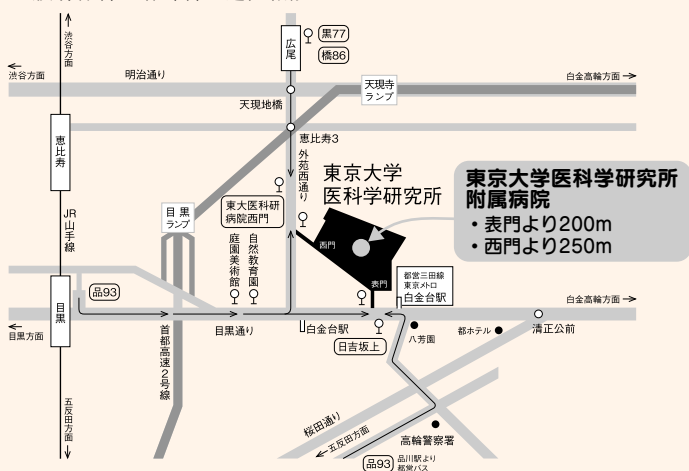 渋谷方面
渋谷方面
明治通り
広尾
黒77
橋86
天現寺
ランプ
白金高輪方面
天現地橋
恵比寿
恵比寿3
外苑西通り
東京大学
医科学研究所
東京大学医科学研究所
附属病院
・表門より200m
・西門より250m
目黒
ランプ
東大医科研
病院西門
西門
表門
JR山手線
庭園美術館
自然教育園
都営三田線
東京メトロ
白金台駅
品93
目黒
目黒方面
首都高速2号線
目黒通り
白金台駅
日吉坂上
八芳園
都ホテル
清正公前
白金高輪方面
五反田方面
桜田通り
五反田方面
高輪警察署
品93
品川駅より
都営バス